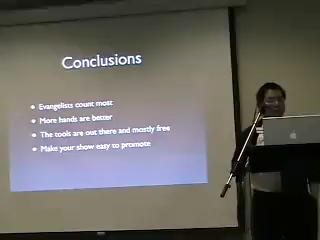 Conclusions
Evangelists count most
More hands are better
The tools are out there and mostly free
Make your show easy to promote